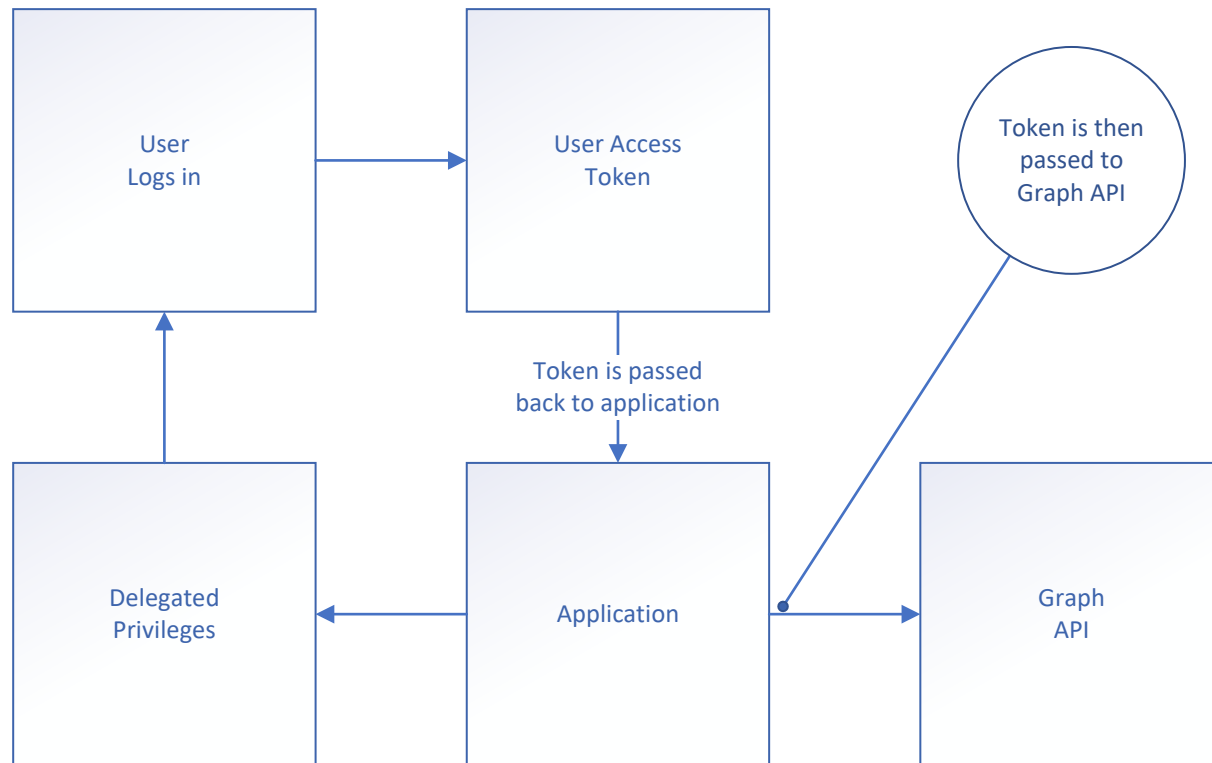 User
Logs in
User Access
Token
Token is then
passed to
Graph API
Token is passed
back to application
Delegated
Privileges
Application
Graph
API